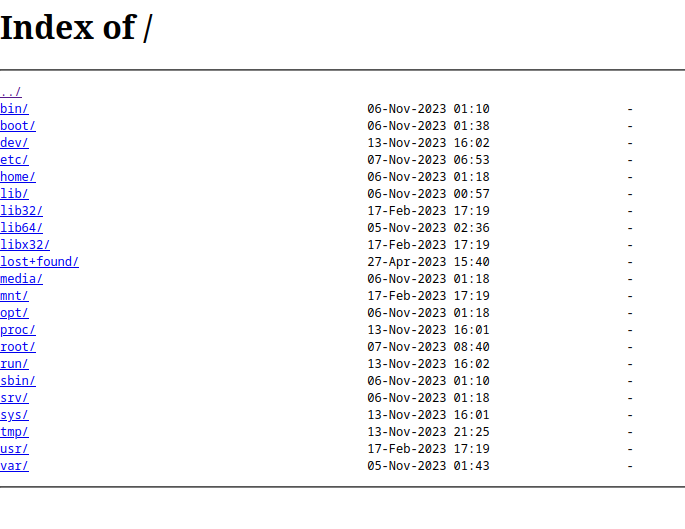 Index of /
../
bin/ 06-Nov-2023 01:10 -
boot/ 06-Nov-2023 01:38 -
dev/ 13-Nov-2023 16:02 -
etc/ 07-Nov-2023 06:53 -
home/ 06-Nov-2023 01:18 -
lib/ 06-Nov-2023 00:57 -
lib32/ 17-Feb-2023 17:19 -
lib64/ 05-Nov-2023 02:36 -
libx32/ 17-Feb-2023 17:19 -
lost+found/ 27-Apr-2023 15:40 -
media/ 06-Nov-2023 01:18 -
mnt/ 17-Feb-2023 17:19 -
opt/ 06-Nov-2023 01:18 -
proc/ 13-Nov-2023 16:01 -
root/ 07-Nov-2023 08:40 -
run/ 13-Nov-2023 16:02 -
sbin/ 06-Nov-2023 01:10 -
srv/ 06-Nov-2023 01:18 -
sys/ 13-Nov-2023 16:01 -
tmp/ 13-Nov-2023 21:25 -
usr/ 17-Feb-2023 17:19 -
var/ 05-Nov-2023 01:43 -